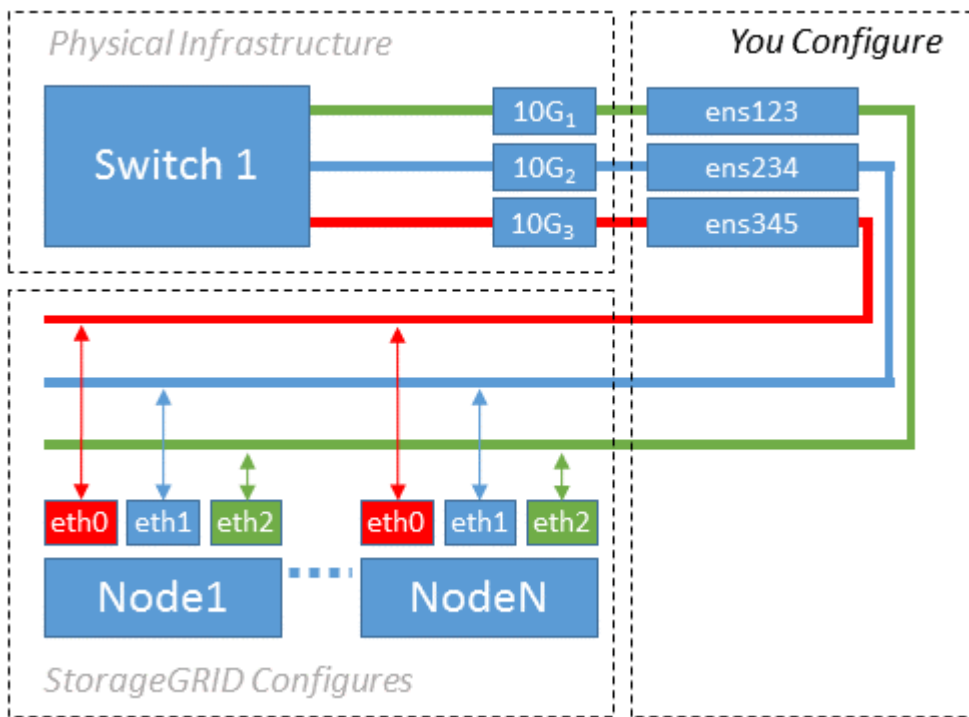 Physical Infrastructure
You Configure
Switch 1
10G₁
ens123
10G₂
ens234
10G₃
ens345
eth0 eth1 eth2
eth0 eth1 eth2
Node1
NodeN
StorageGRID Configures